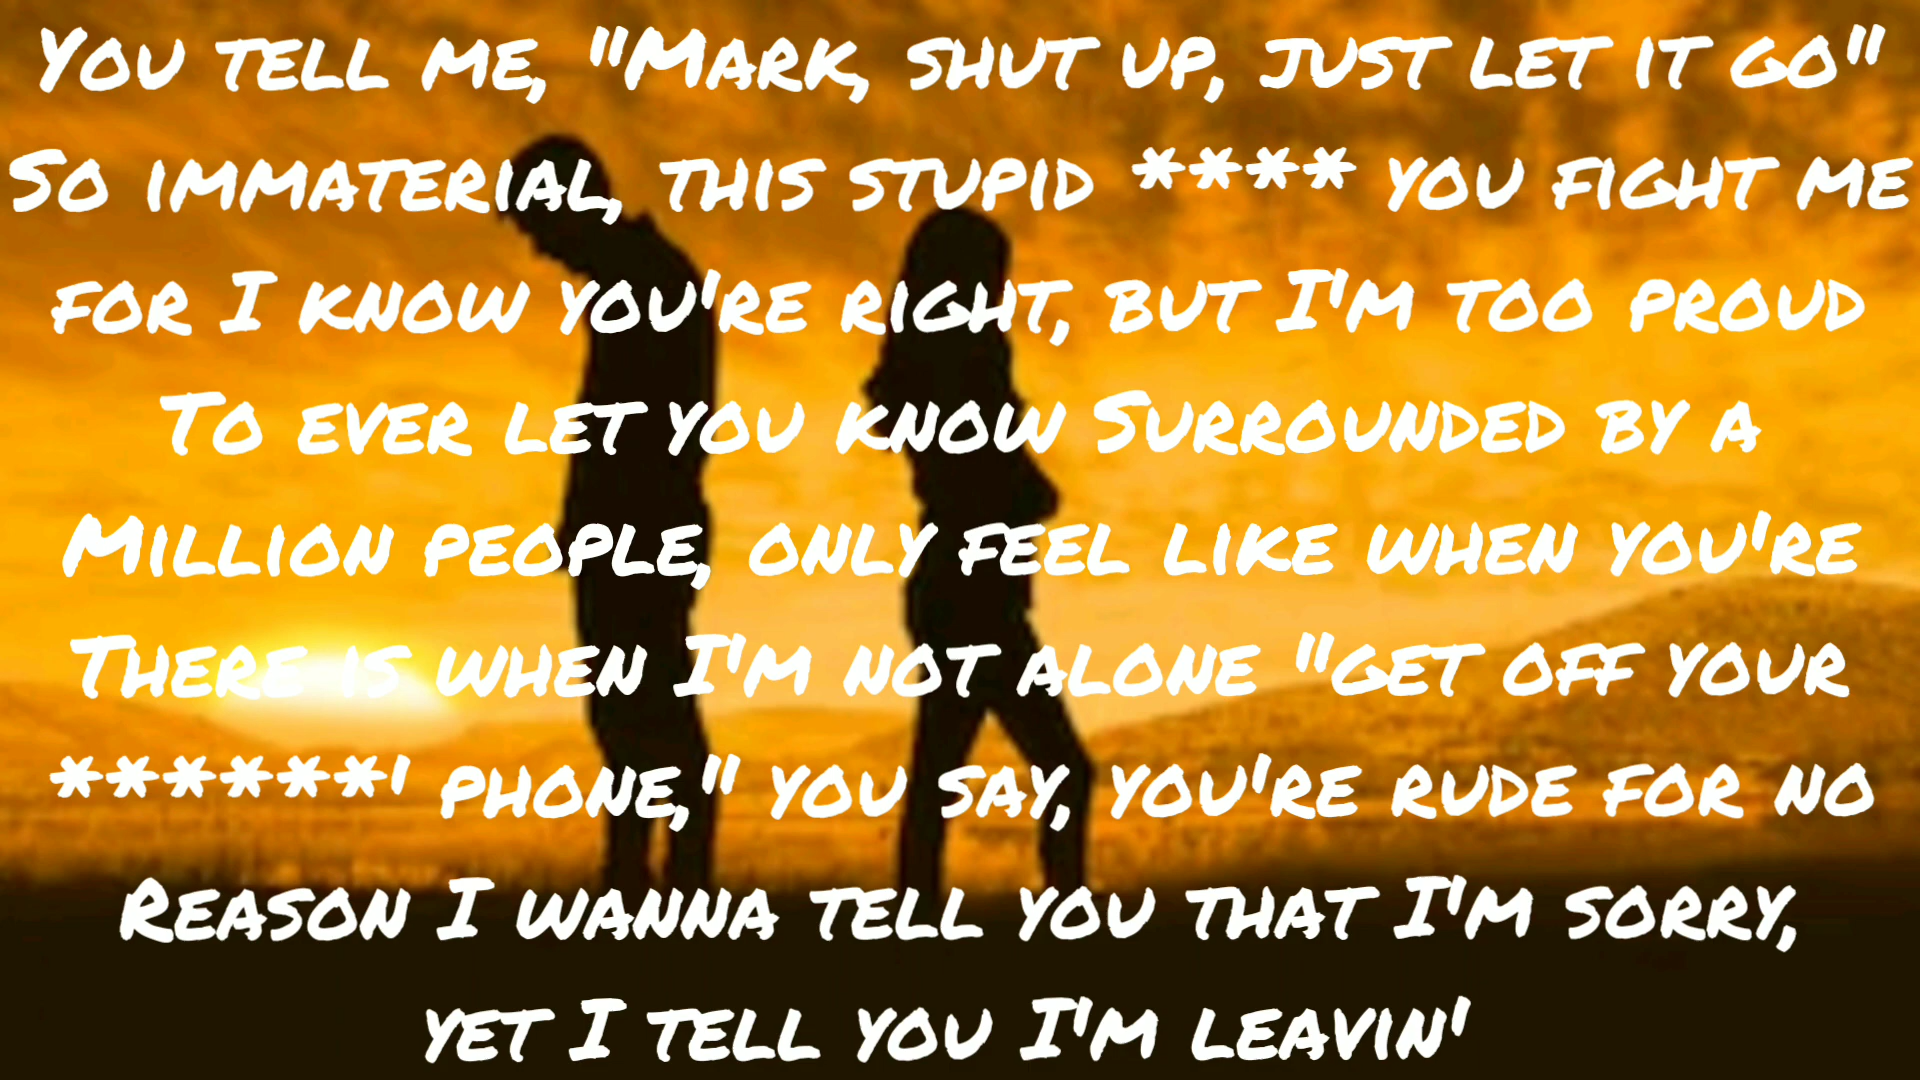 You tell me, "Mark, shut up, just let it go"
So immaterial, this stupid **** you fight me
for I know you're right, but I'm too proud
To ever let you know Surrounded by a
Million people, only feel like when you're
There is when I'm not alone "get off your
******' phone," you say, you're rude for no
Reason I wanna tell you that I'm sorry,
yet I tell you I'm leavin'